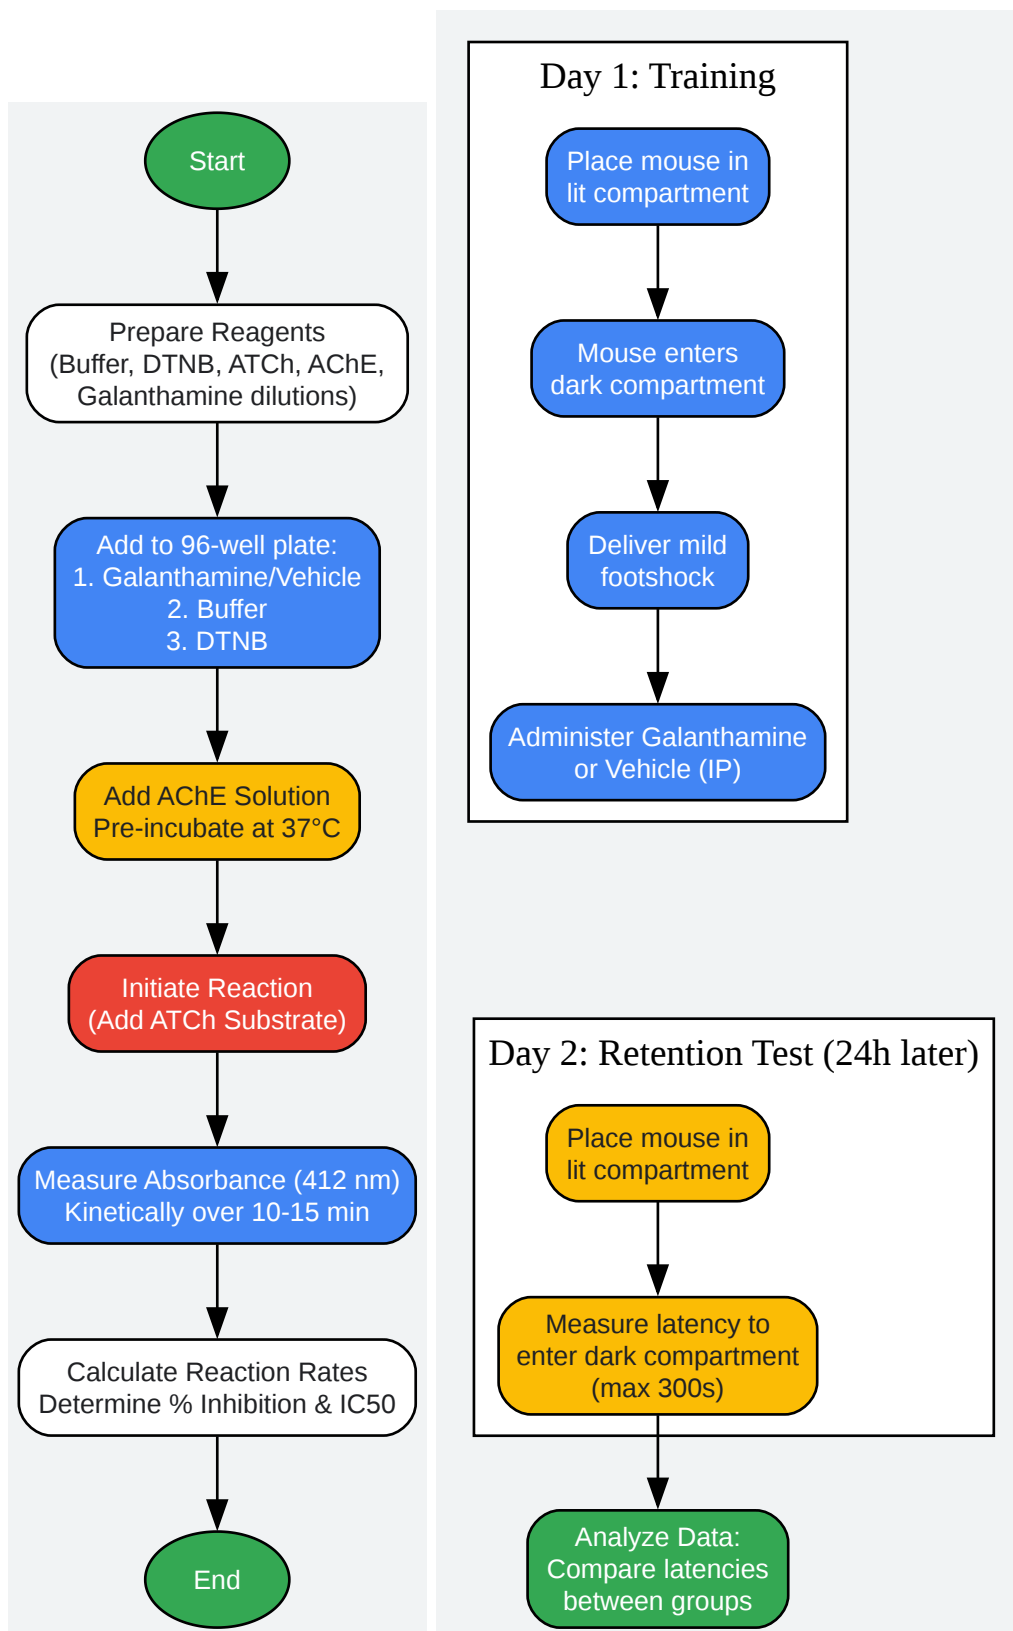 Start
Prepare Reagents
(Buffer, DTNB, ATCh, AChE,
Galanthamine dilutions)
Add to 96-well plate:
1. Galanthamine/Vehicle
2. Buffer
3. DTNB
Add AChE Solution
Pre-incubate at 37°C
Initiate Reaction
(Add ATCh Substrate)
Measure Absorbance (412 nm)
Kinetically over 10-15 min
Calculate Reaction Rates
Determine % Inhibition & IC50
End
Day 1: Training
Place mouse in
lit compartment
Mouse enters
dark compartment
Deliver mild
footshock
Administer Galanthamine
or Vehicle (IP)
Day 2: Retention Test (24h later)
Place mouse in
lit compartment
Measure latency to
enter dark compartment
(max 300s)
Analyze Data:
Compare latencies
between groups